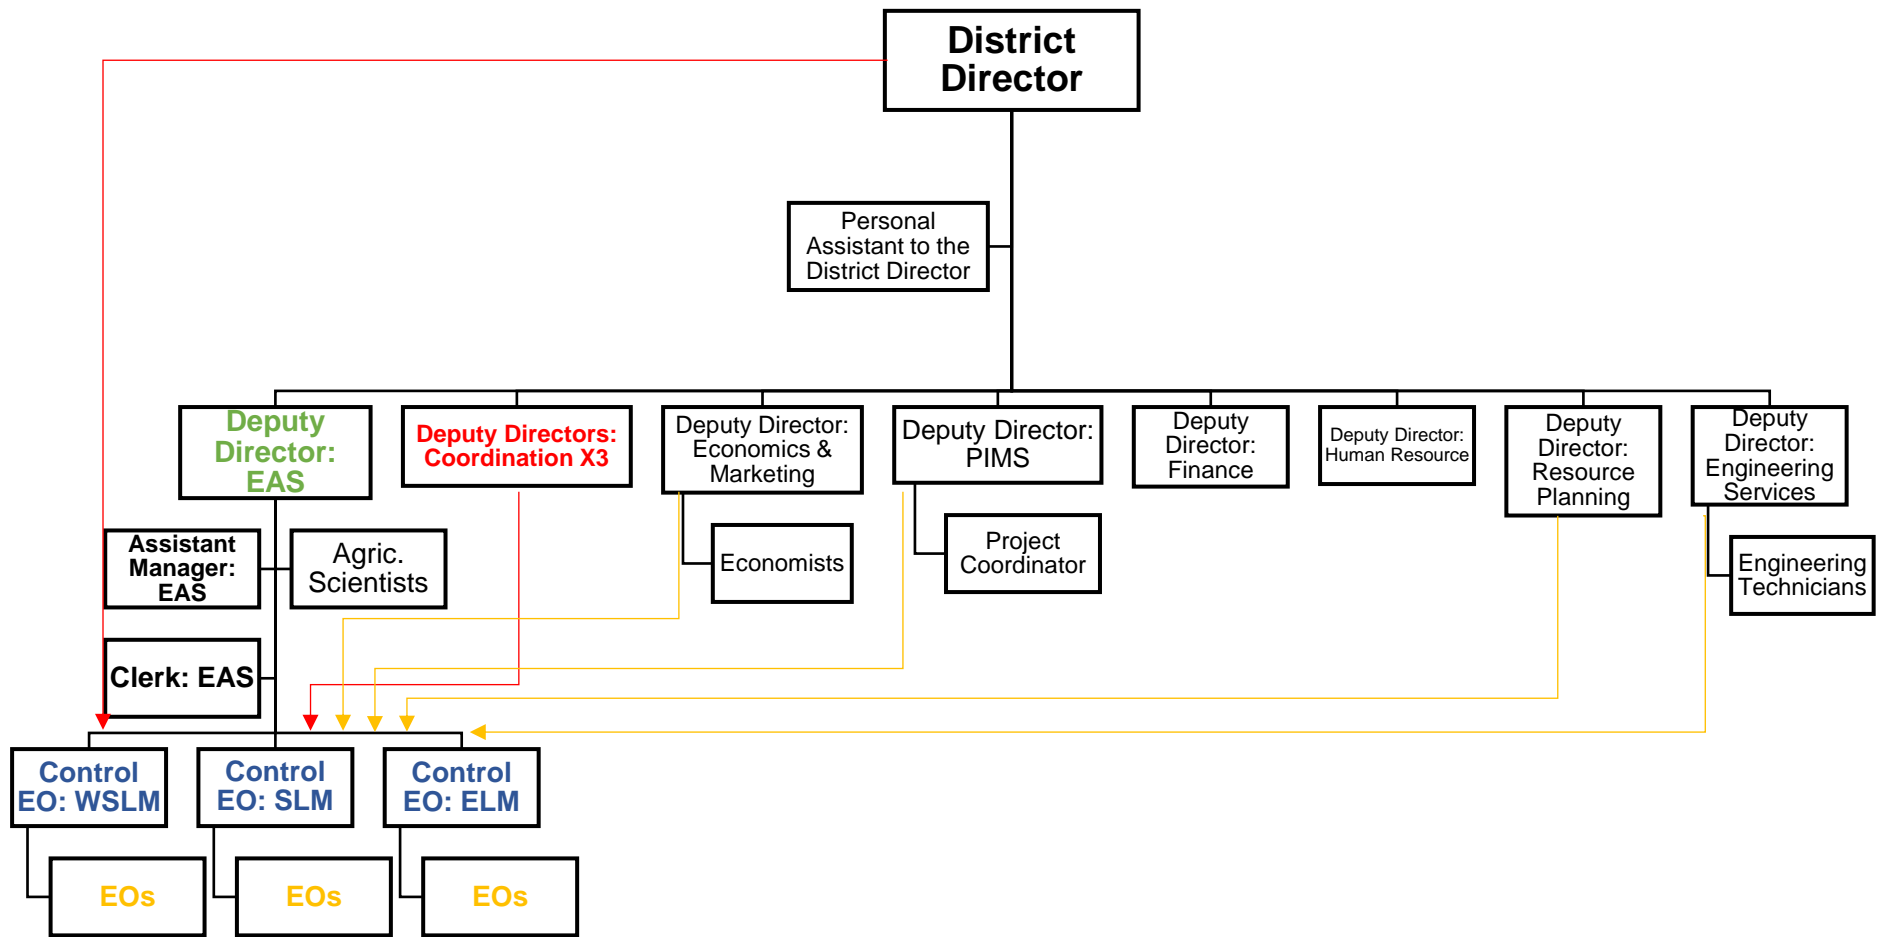 District
Director
Personal
Assistant to the
District Director
Deputy
Director:
EAS
Deputy Directors:
Coordination X3
Deputy Director:
Economics &
Marketing
Deputy Director:
PIMS
Deputy
Director:
Finance
Deputy Director:
Human Resource
Deputy
Director:
Resource
Planning
Deputy
Director:
Engineering
Services
Assistant
Manager:
EAS
Agric.
Scientists
Economists
Project
Coordinator
Engineering
Technicians
Clerk: EAS
Control
EO: WSLM
Control
EO: SLM
Control
EO: ELM
EOs
EOs
EOs